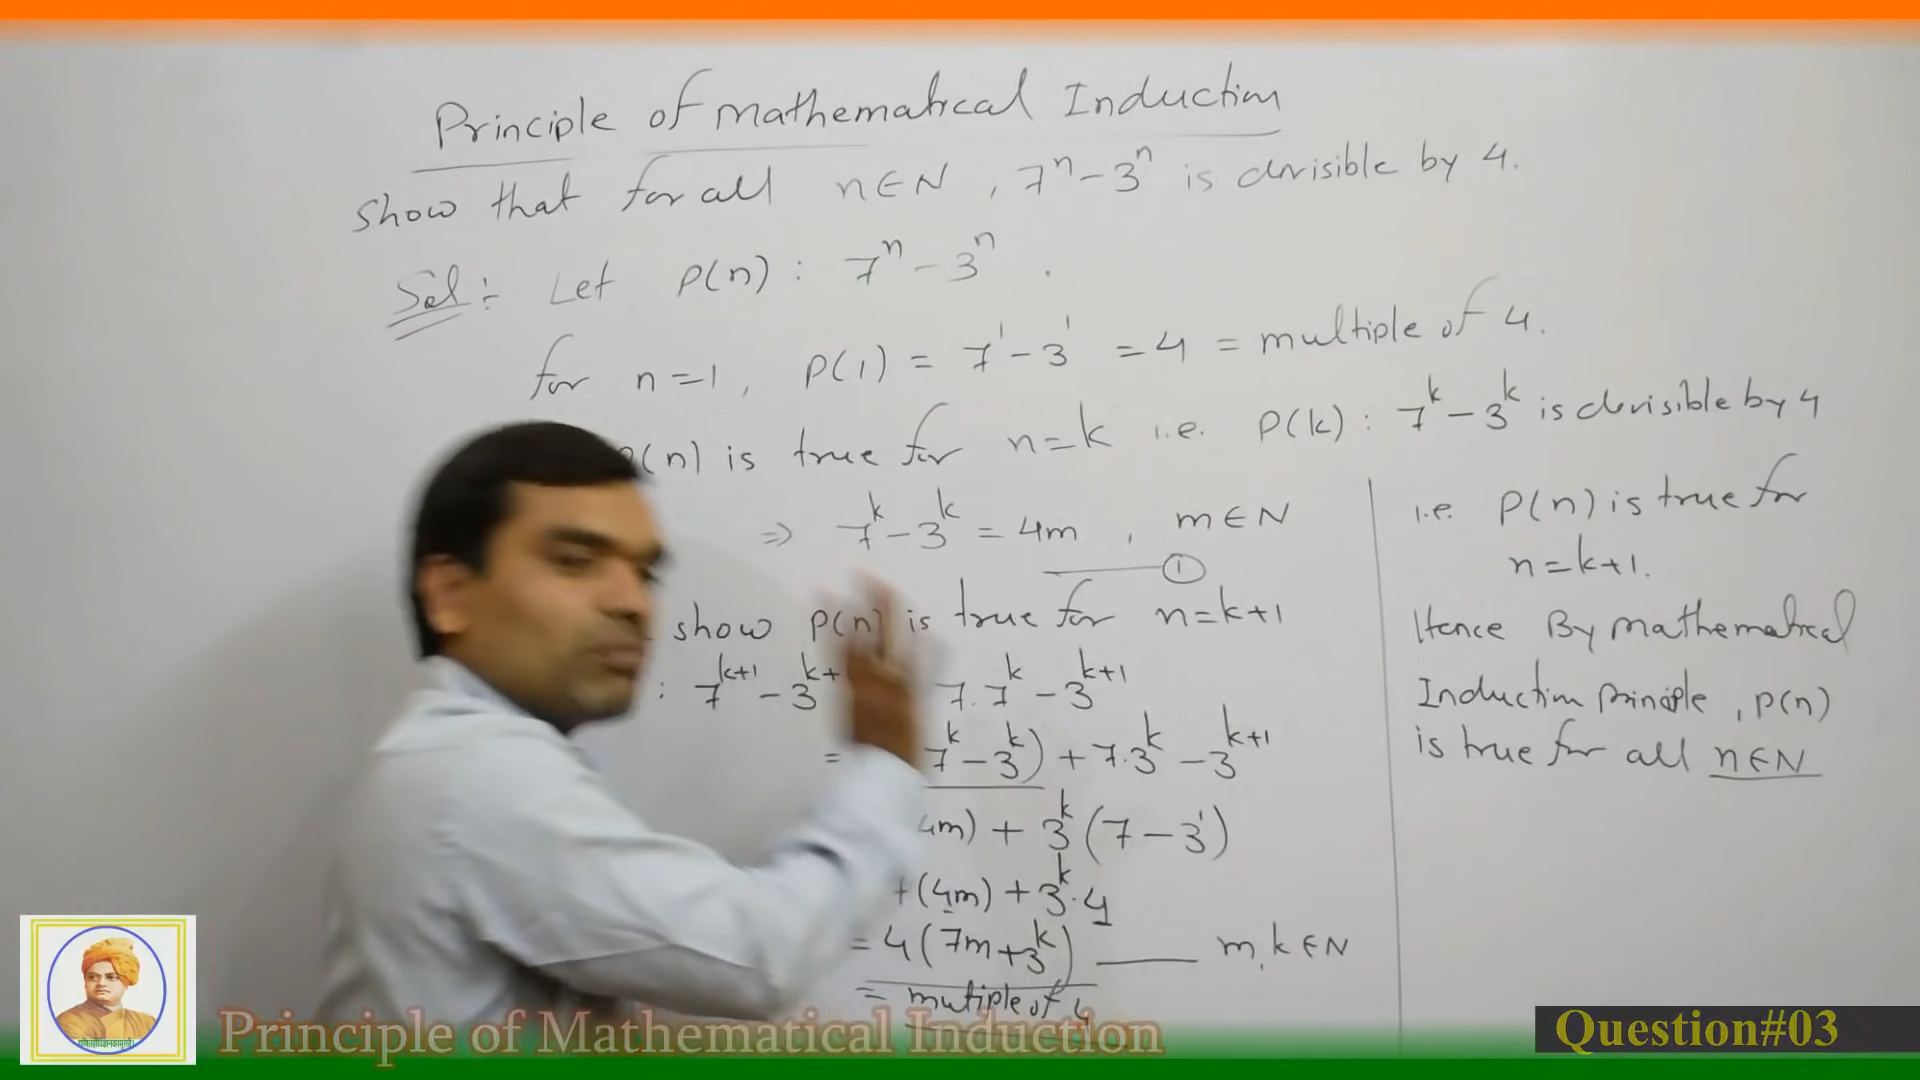 Principle of mathematical Induction
Show that for all n∈N, 7ⁿ-3ⁿ is divisible by 4.
Sol:- Let P(n): 7ⁿ-3ⁿ.
for n=1, P(1) = 7¹-3¹ = 4 = multiple of 4.
P(n) is true for n=k i.e. P(k): 7ᵏ-3ᵏ is divisible by 4
⇒ 7ᵏ-3ᵏ = 4m, m∈N
①
show P(n) is true for n=k+1
: 7ᵏ⁺¹-3ᵏ⁺ 7.7ᵏ-3ᵏ⁺¹
= 7ᵏ-3ᵏ) + 7.3ᵏ-3ᵏ⁺¹
4m) + 3ᵏ(7-3¹)
(4m) + 3ᵏ.4
= 4(7m+3ᵏ) m,k∈N
= mutiple of 4
i.e. P(n) is true for
n=k+1.
Hence By mathematical
Induction principle, P(n)
is true for all n∈N
Principle of Mathematical Induction
Question#03